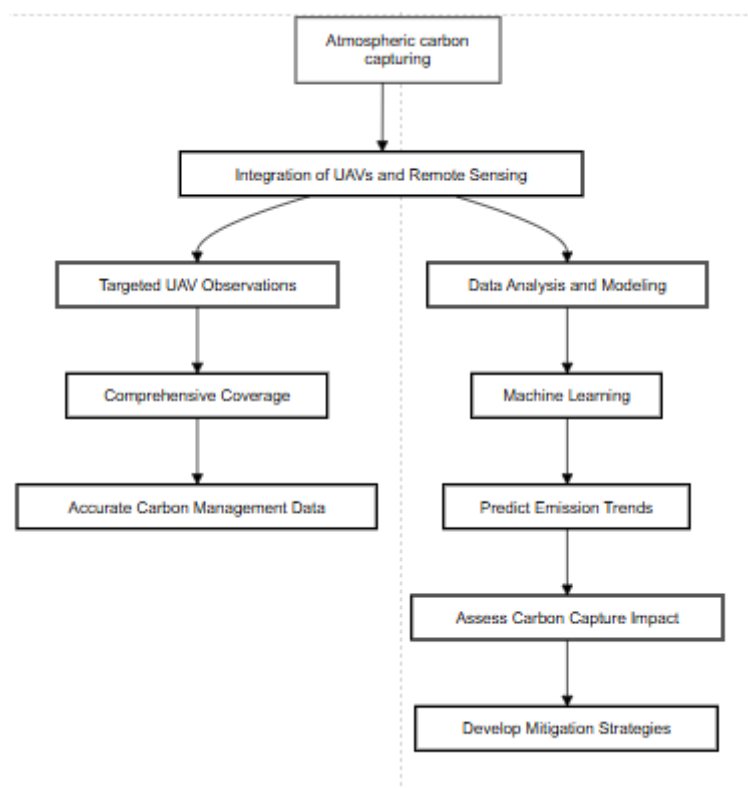 Atmospheric carbon
capturing
Integration of UAVs and Remote Sensing
Targeted UAV Observations
Data Analysis and Modeling
Comprehensive Coverage
Machine Learning
Accurate Carbon Management Data
Predict Emission Trends
Assess Carbon Capture Impact
Develop Mitigation Strategies